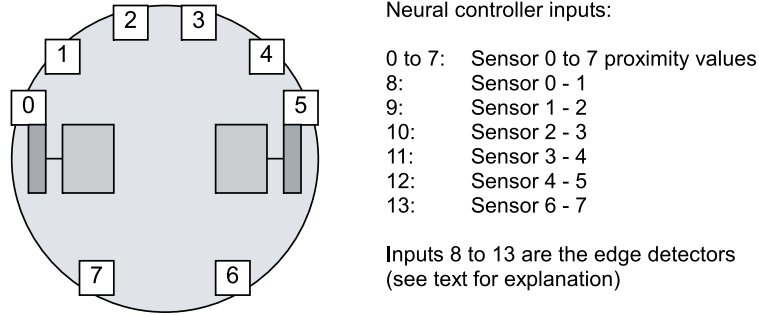 2 3
1 4
0 5
7 6
Neural controller inputs:
0 to 7: Sensor 0 to 7 proximity values
8: Sensor 0 - 1
9: Sensor 1 - 2
10: Sensor 2 - 3
11: Sensor 3 - 4
12: Sensor 4 - 5
13: Sensor 6 - 7
Inputs 8 to 13 are the edge detectors
(see text for explanation)